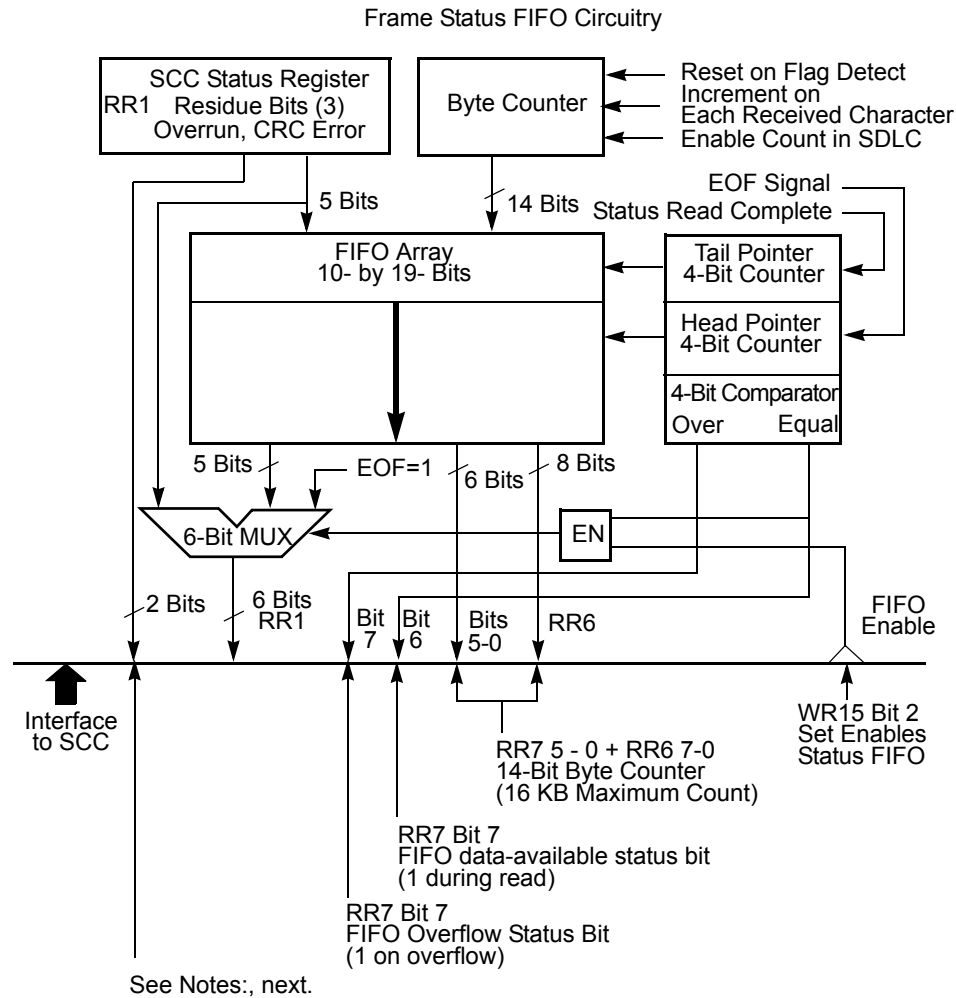 Frame Status FIFO Circuitry
SCC Status Register
RR1
Residue Bits (3)
Overrun, CRC Error
Byte Counter
Reset on Flag Detect
Increment on
Each Received Character
Enable Count in SDLC
EOF Signal
Status Read Complete
5 Bits
14 Bits
FIFO Array
10- by 19- Bits
Tail Pointer
4-Bit Counter
Head Pointer
4-Bit Counter
4-Bit Comparator
Over Equal
5 Bits
EOF=1
6 Bits
8 Bits
6-Bit MUX
EN
2 Bits
6 Bits
RR1
Bit
7
Bit
6
Bits
5-0
RR6
FIFO
Enable
Interface
to SCC
WR15 Bit 2
Set Enables
Status FIFO
RR7 5 - 0 + RR6 7-0
14-Bit Byte Counter
(16 KB Maximum Count)
RR7 Bit 7
FIFO data-available status bit
(1 during read)
RR7 Bit 7
FIFO Overflow Status Bit
(1 on overflow)
See Notes:, next.